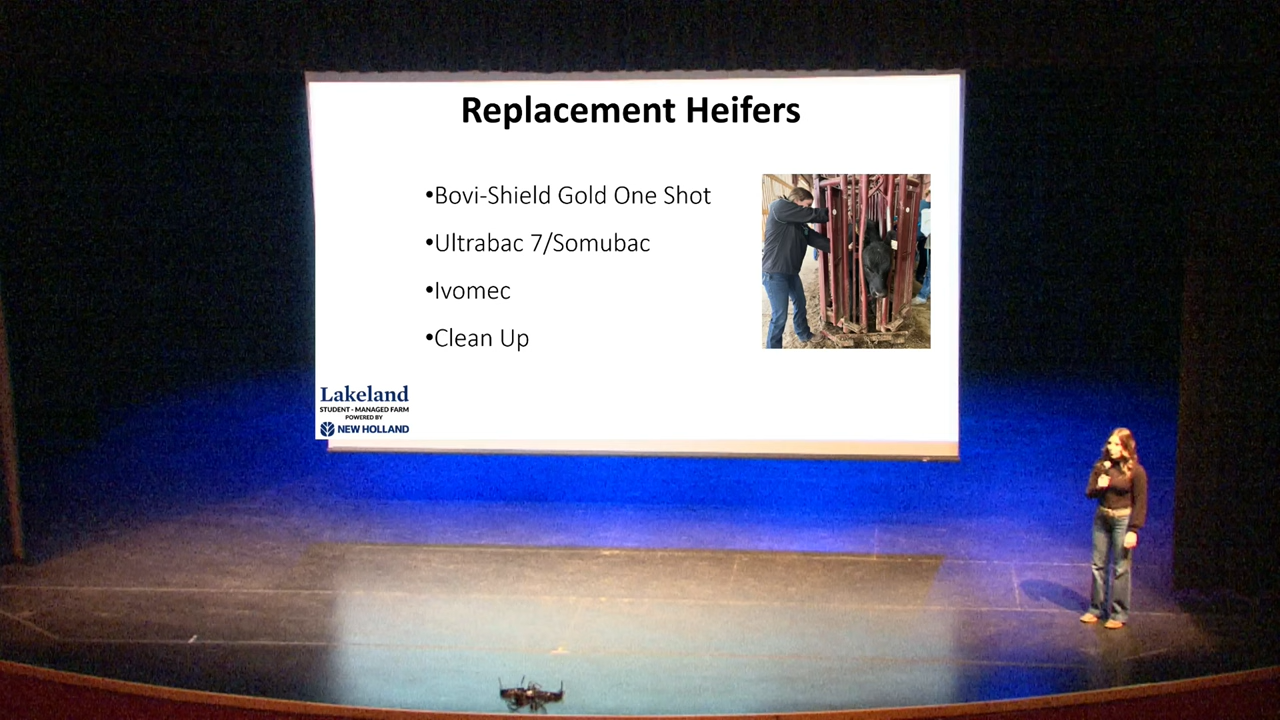 Replacement Heifers
•Bovi-Shield Gold One Shot
•Ultrabac 7/Somubac
•Ivomec
•Clean Up
Lakeland
STUDENT-MANAGED FARM
POWERED BY
NEW HOLLAND